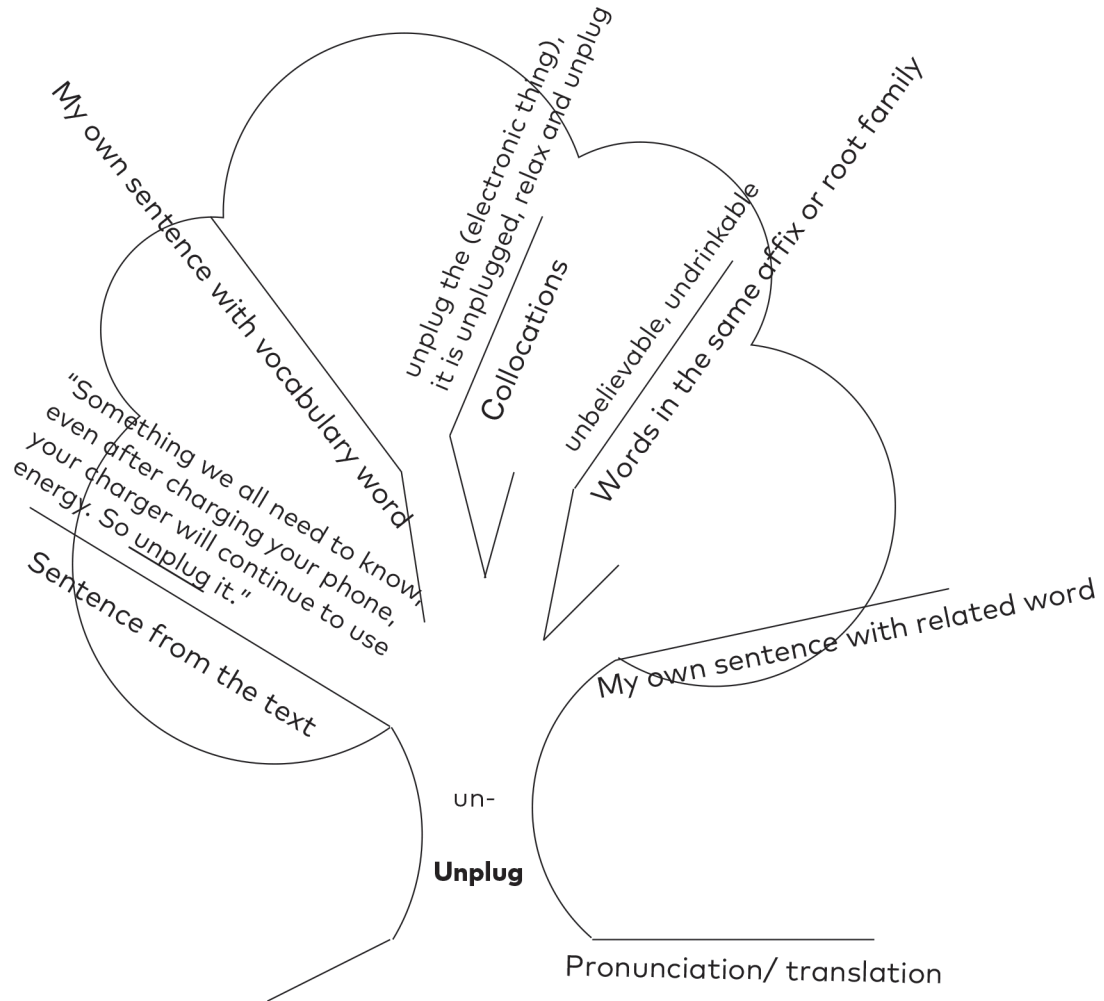 My own sentence with vocabulary word
unplug the (electronic thing),
it is unplugged, relax and unplug
Collocations
unbelievable, undrinkable
Words in the same affix or root family
"Something we all need to know,
even after charging your phone,
your charger will continue to use
energy. So unplug it."
Sentence from the text
My own sentence with related word
un-
Unplug
Pronunciation/ translation